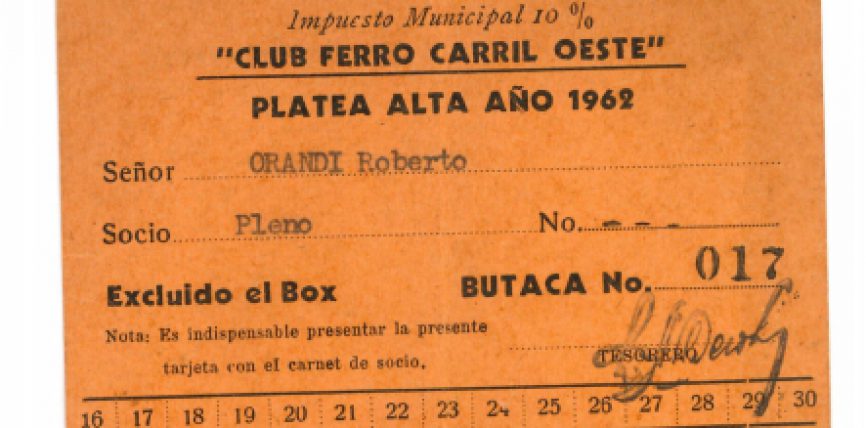 Impuesto Municipal 10 %
"CLUB FERRO CARRIL OESTE"
PLATEA ALTA AÑO 1962
Señor ORANDI Roberto
Socio Pleno No. - - -
Excluido el Box BUTACA No. 017
Nota: Es indispensable presentar la presente
tarjeta con el carnet de socio.
TESORERO
16 17 18 19 20 21 22 23 24 25 26 27 28 29 30